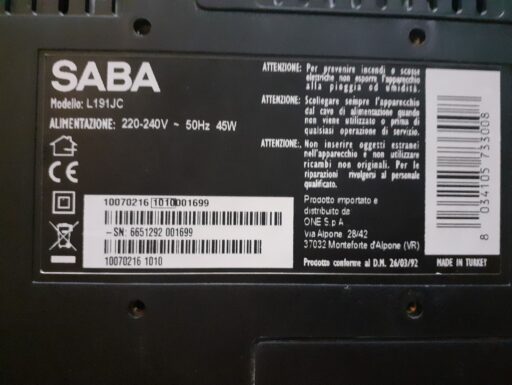 SABA
Modello: L191JC
ALIMENTAZIONE: 220-240V ~ 50Hz 45W
CE
10070216 1010 001699
-SN: 6651292 001699
10070216 1010
ATTENZIONE: Per prevenire incendi o scosse
elettriche non esporre l'apparecchio
alla pioggia od umidità.
ATTENZIONE: Scollegare sempre l'apparecchio
dal cavo di alimentazione quando
non viene utilizzato o prima di
qualsiasi operazione di servizio.
ATTENZIONE: Non inserire oggetti estranei
nell'apparecchio e non utilizzare
ricambi non originali. Per le
riparazioni rivolgersi al personale
qualificato.
Prodotto importato e
distribuito da
ONE S.p.A
via Alpone 28/42
37032 Monteforte d'Alpone (VR)
Prodotto conforme al D.M. 26/03/92
8 034105 733008
MADE IN TURKEY